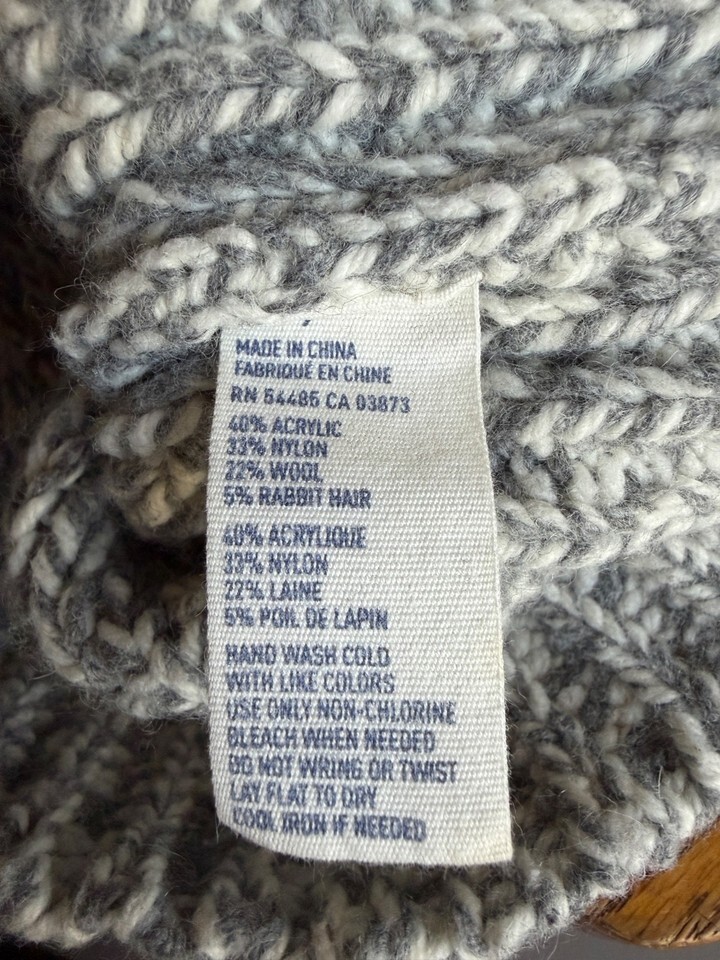 MADE IN CHINA
FABRIQUÉ EN CHINE
RN 54485 CA 03873
40% ACRYLIC
33% NYLON
22% WOOL
5% RABBIT HAIR
40% ACRYLIQUE
33% NYLON
22% LAINE
5% POIL DE LAPIN
HAND WASH COLD
WITH LIKE COLORS
USE ONLY NON-CHLORINE
BLEACH WHEN NEEDED
DO NOT WRING OR TWIST
LAY FLAT TO DRY
COOL IRON IF NEEDED